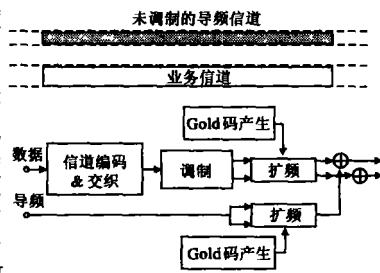 未调制的导频信道
业务信道
Gold码产生
数据
信道编码
&交织
调制
扩频
导频
扩频
Gold码产生